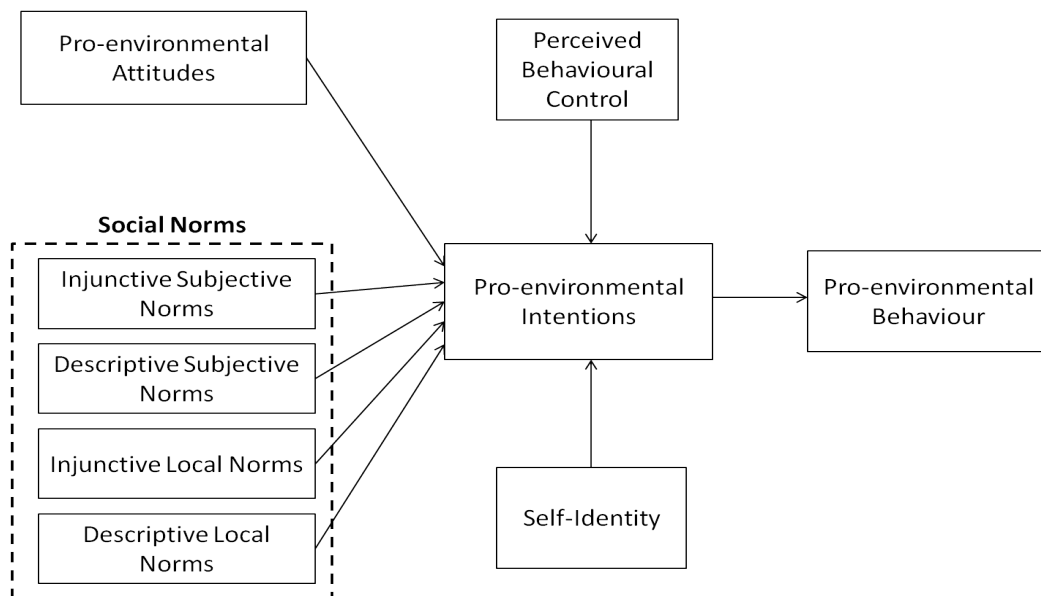 Pro-environmental
Attitudes
Perceived
Behavioural
Control
Social Norms
Injunctive Subjective
Norms
Descriptive Subjective
Norms
Injunctive Local Norms
Descriptive Local
Norms
Pro-environmental
Intentions
Self-Identity
Pro-environmental
Behaviour